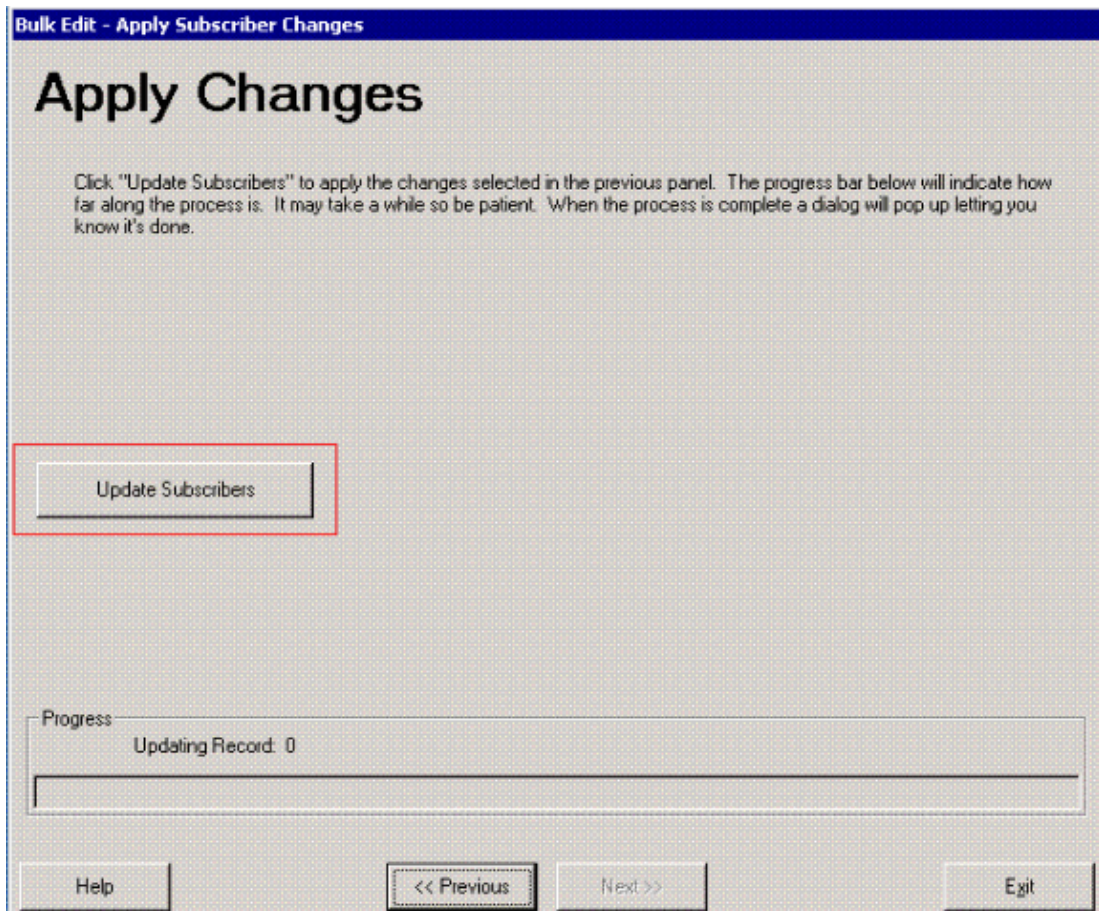 Bulk Edit - Apply Subscriber Changes
Apply Changes
Click "Update Subscribers" to apply the changes selected in the previous panel. The progress bar below will indicate how
far along the process is. It may take a while so be patient. When the process is complete a dialog will pop up letting you
know it's done.
Update Subscribers
Progress
Updating Record: 0
Help
<< Previous
Next >>
Exit